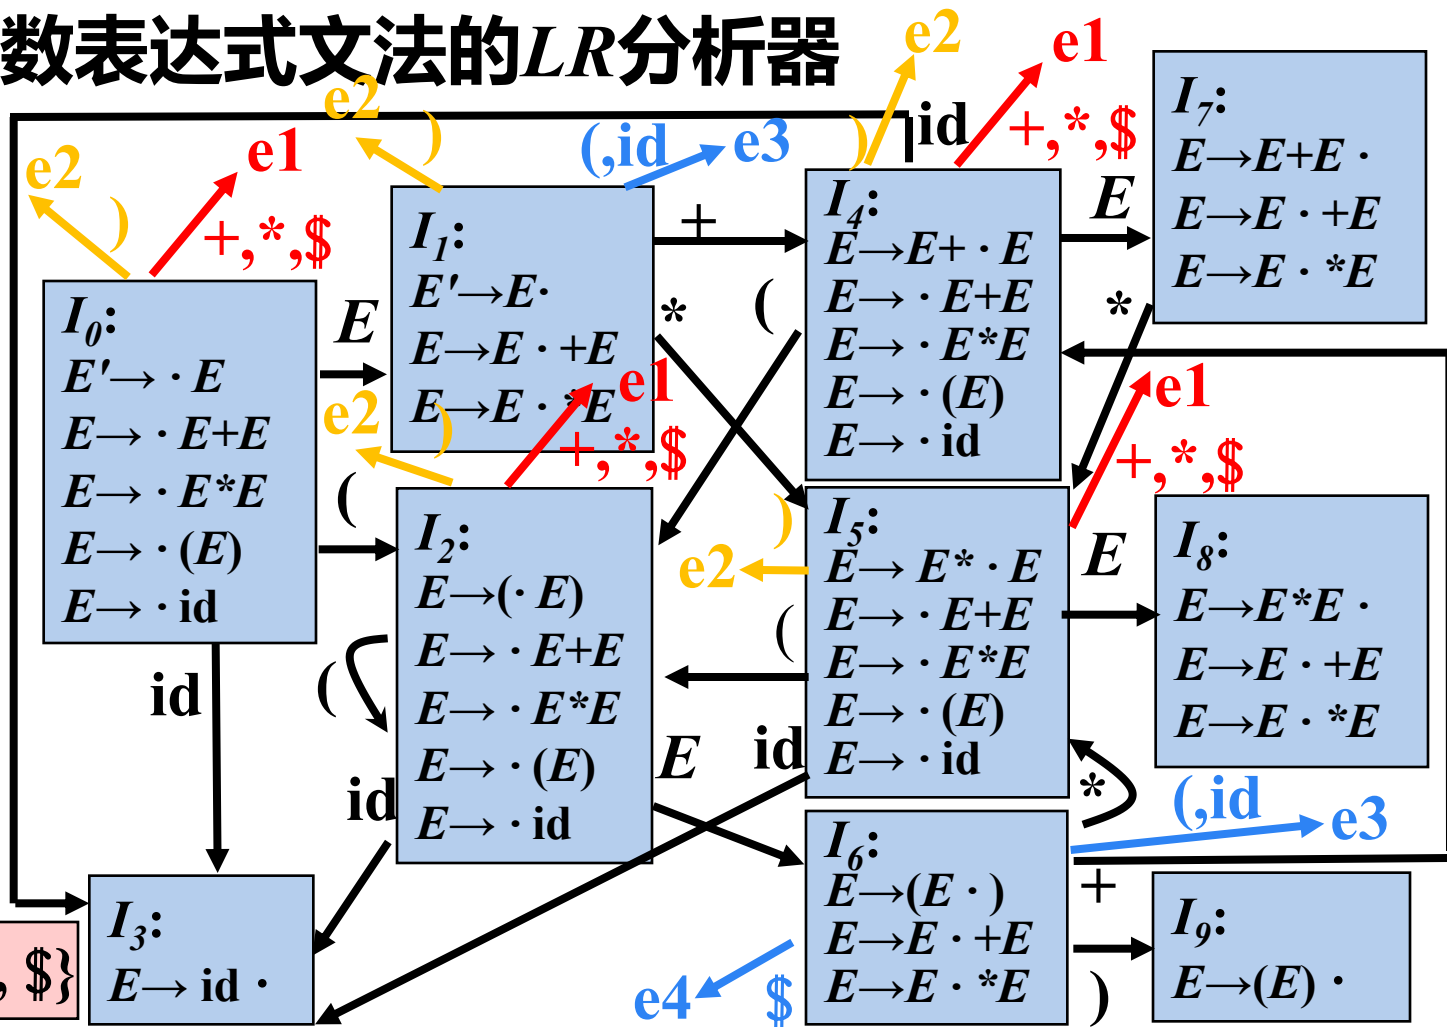 数表达式文法的LR分析器
e2
)
e1
+,*,$
I0:
E'→ · E
E→ · E+E
E→ · E*E
E→ · (E)
E→ · id
E
(
id
e2
)
(,id
e3
I1:
E'→E·
E→E · +E
E→E · *E
+
*
e2
)
e1
+,*,$
I2:
E→(· E)
E→ · E+E
E→ · E*E
E→ · (E)
E→ · id
(
id
E
I3:
E→ id ·
, $}
e2
)
id
e1
+,*,$
I4:
E→E+ · E
E→ · E+E
E→ · E*E
E→ · (E)
E→ · id
(
E
I7:
E→E+E ·
E→E · +E
E→E · *E
*
e1
+,*,$
)
e2
I5:
E→ E* · E
E→ · E+E
E→ · E*E
E→ · (E)
E→ · id
(
id
E
I8:
E→E*E ·
E→E · +E
E→E · *E
*
(,id
e3
I6:
E→(E · )
E→E · +E
E→E · *E
e4
$
+
)
I9:
E→(E) ·